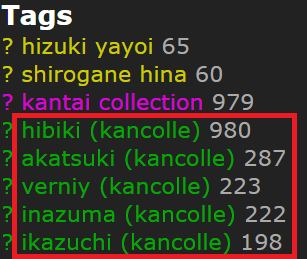 Tags
? hizuki yayoi 65
? shirogane hina 60
? kantai collection 979
? hibiki (kancolle) 980
? akatsuki (kancolle) 287
? verniy (kancolle) 223
? inazuma (kancolle) 222
? ikazuchi (kancolle) 198